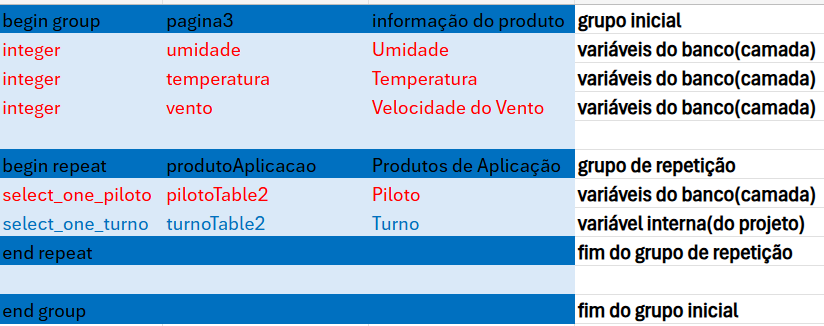 begin group pagina3 informação do produto grupo inicial
integer umidade Umidade variáveis do banco(camada)
integer temperatura Temperatura variáveis do banco(camada)
integer vento Velocidade do Vento variáveis do banco(camada)
begin repeat produtoAplicacao Produtos de Aplicação grupo de repetição
select_one_piloto pilotoTable2 Piloto variáveis do banco(camada)
select_one_turno turnoTable2 Turno variável interna(do projeto)
end repeat fim do grupo de repetição
end group fim do grupo inicial